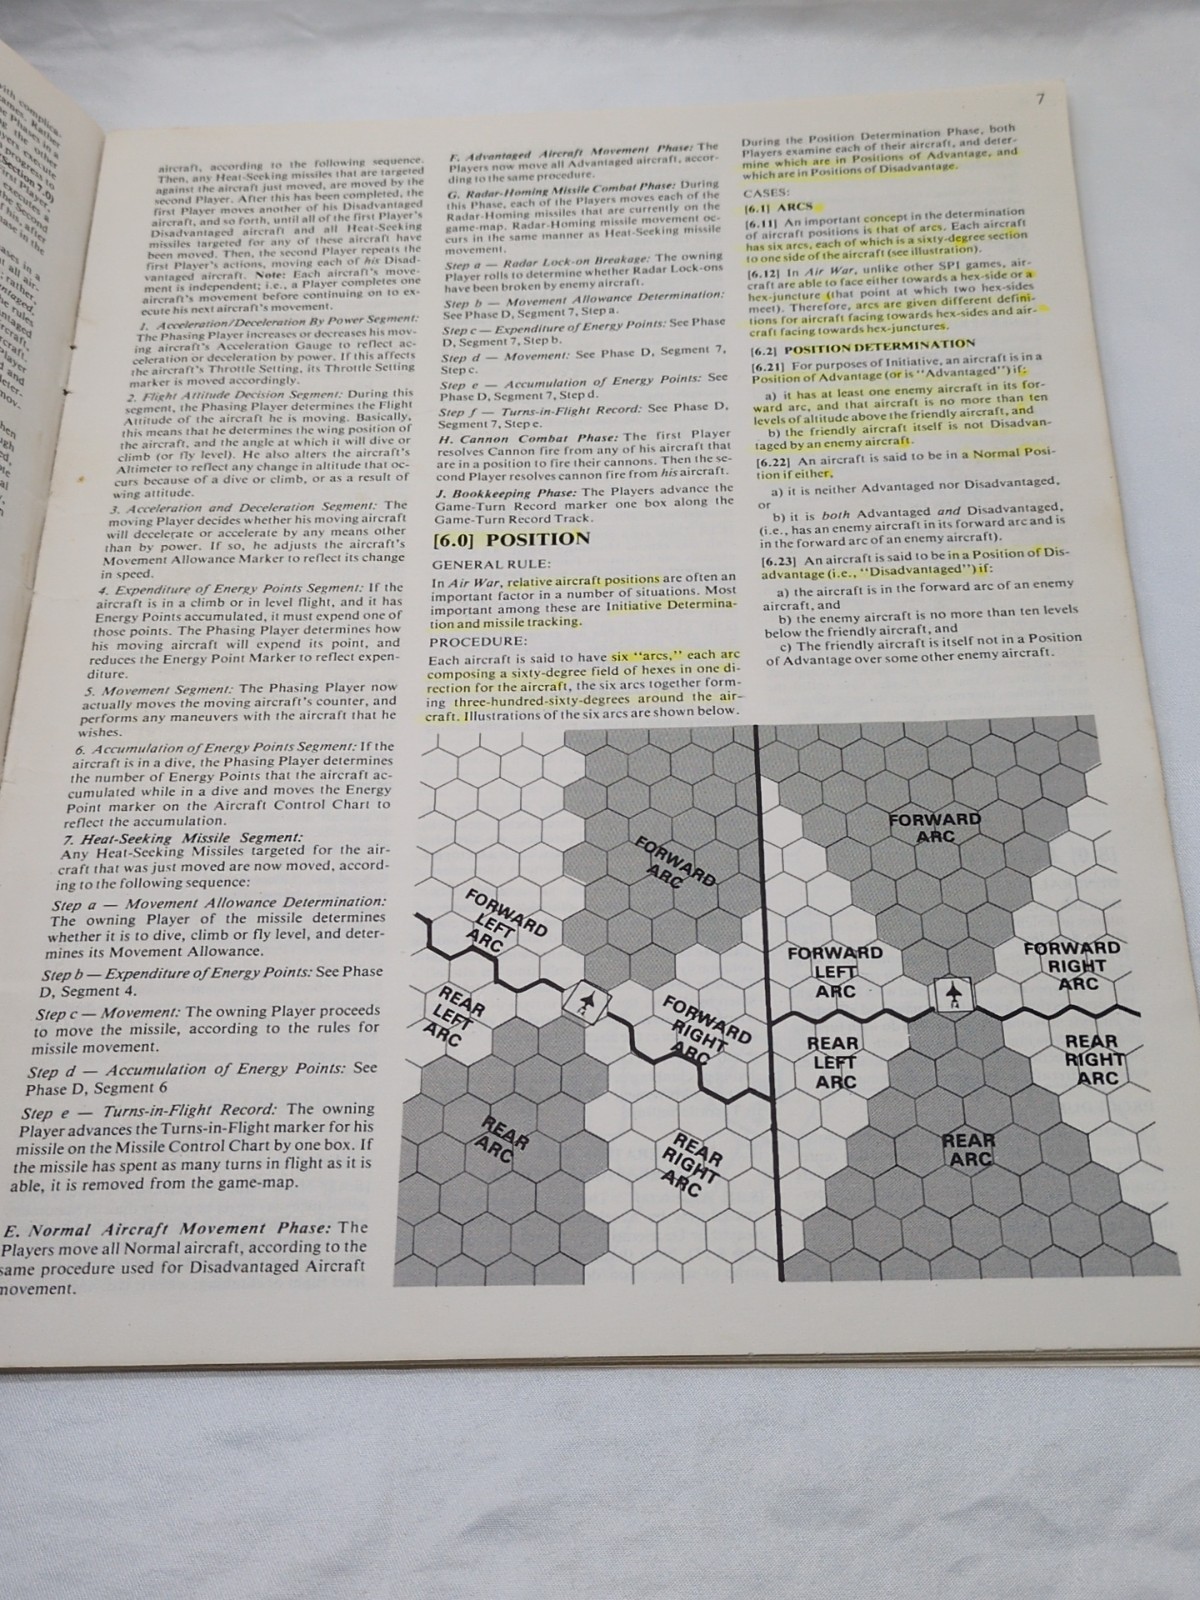 7
aircraft, according to the following sequence.
Then, any Heat-Seeking missiles that are targeted
against the aircraft just moved, are moved by the
second Player. After this has been completed, the
first Player moves another of his Disadvantaged
aircraft, and so forth, until all of the first Player's
Disadvantaged aircraft and all Heat-Seeking
missiles targeted for any of these aircraft have
been moved. Then, the second Player repeats the
first Player's actions, moving each of his Disad-
vantaged aircraft. Note: Each aircraft's move-
ment is independent; i.e., a Player completes one
aircraft's movement before continuing on to ex-
ecute his next aircraft's movement.
1. Acceleration/Deceleration By Power Segment:
The Phasing Player increases or decreases his mov-
ing aircraft's Acceleration Gauge to reflect ac-
celeration or deceleration by power. If this affects
the aircraft's Throttle Setting, its Throttle Setting
marker is moved accordingly.
2. Flight Attitude Decision Segment: During this
segment, the Phasing Player determines the Flight
Attitude of the aircraft he is moving. Basically,
this means that he determines the wing position of
the aircraft, and the angle at which it will dive or
climb (or fly level). He also alters the aircraft's
Altimeter to reflect any change in altitude that oc-
curs because of a dive or climb, or as a result of
wing attitude.
3. Acceleration and Deceleration Segment: The
moving Player decides whether his moving aircraft
will decelerate or accelerate by any means other
than by power. If so, he adjusts the aircraft's
Movement Allowance Marker to reflect its change
in speed.
4. Expenditure of Energy Points Segment: If the
aircraft is in a climb or in level flight, and it has
Energy Points accumulated, it must expend one of
those points. The Phasing Player determines how
his moving aircraft will expend its point, and
reduces the Energy Point Marker to reflect expen-
diture.
5. Movement Segment: The Phasing Player now
actually moves the moving aircraft's counter, and
performs any maneuvers with the aircraft that he
wishes.
6. Accumulation of Energy Points Segment: If the
aircraft is in a dive, the Phasing Player determines
the number of Energy Points that the aircraft ac-
cumulated while in a dive and moves the Energy
Point marker on the Aircraft Control Chart to
reflect the accumulation.
7. Heat-Seeking Missile Segment:
Any Heat-Seeking Missiles targeted for the air-
craft that was just moved are now moved, accord-
ing to the following sequence:
Step a — Movement Allowance Determination:
The owning Player of the missile determines
whether it is to dive, climb or fly level, and deter-
mines its Movement Allowance.
Step b — Expenditure of Energy Points: See Phase
D, Segment 4.
Step c — Movement: The owning Player proceeds
to move the missile, according to the rules for
missile movement.
Step d — Accumulation of Energy Points: See
Phase D, Segment 6
Step e — Turns-in-Flight Record: The owning
Player advances the Turns-in-Flight marker for his
missile on the Missile Control Chart by one box. If
the missile has spent as many turns in flight as it is
able, it is removed from the game-map.
E. Normal Aircraft Movement Phase: The
Players move all Normal aircraft, according to the
same procedure used for Disadvantaged Aircraft
movement.
F. Advantaged Aircraft Movement Phase: The
Players now move all Advantaged aircraft, accor-
ding to the same procedure.
G. Radar-Homing Missile Combat Phase: During
this Phase, each of the Players moves each of the
Radar-Homing missiles that are currently on the
game-map. Radar-Homing missile movement oc-
curs in the same manner as Heat-Seeking missile
movement.
Step a — Radar Lock-on Breakage: The owning
Player rolls to determine whether Radar Lock-ons
have been broken by enemy aircraft.
Step b — Movement Allowance Determination:
See Phase D, Segment 7, Step a.
Step c — Expenditure of Energy Points: See Phase
D, Segment 7, Step b.
Step d — Movement: See Phase D, Segment 7,
Step c.
Step e — Accumulation of Energy Points: See
Phase D, Segment 7, Step d.
Step f — Turns-in-Flight Record: See Phase D,
Segment 7, Step e.
H. Cannon Combat Phase: The first Player
resolves Cannon fire from any of his aircraft that
are in a position to fire their cannons. Then the se-
cond Player resolves cannon fire from his aircraft.
J. Bookkeeping Phase: The Players advance the
Game-Turn Record marker one box along the
Game-Turn Record Track.
[6.0] POSITION
GENERAL RULE:
In Air War, relative aircraft positions are often an
important factor in a number of situations. Most
important among these are Initiative Determina-
tion and missile tracking.
PROCEDURE:
Each aircraft is said to have six "arcs," each arc
composing a sixty-degree field of hexes in one di-
rection for the aircraft, the six arcs together form-
ing three-hundred-sixty-degrees around the air-
craft. Illustrations of the six arcs are shown below.
During the Position Determination Phase, both
Players examine each of their aircraft, and deter-
mine which are in Positions of Advantage, and
which are in Positions of Disadvantage.
CASES:
[6.1] ARCS
[6.11] An important concept in the determination
of aircraft positions is that of arcs. Each aircraft
has six arcs, each of which is a sixty-degree section
to one side of the aircraft (see illustration).
[6.12] In Air War, unlike other SPI games, air-
craft are able to face either towards a hex-side or a
hex-juncture (that point at which two hex-sides
meet). Therefore, arcs are given different defini-
tions for aircraft facing towards hex-sides and air-
craft facing towards hex-junctures.
[6.2] POSITION DETERMINATION
[6.21] For purposes of Initiative, an aircraft is in a
Position of Advantage (or is "Advantaged") if:
a) it has at least one enemy aircraft in its for-
ward arc, and that aircraft is no more than ten
levels of altitude above the friendly aircraft, and
b) the friendly aircraft itself is not Disadvan-
taged by an enemy aircraft.
[6.22] An aircraft is said to be in a Normal Posi-
tion if either,
a) it is neither Advantaged nor Disadvantaged,
or
b) it is both Advantaged and Disadvantaged,
(i.e., has an enemy aircraft in its forward arc and is
in the forward arc of an enemy aircraft).
[6.23] An aircraft is said to be in a Position of Dis-
advantage (i.e., "Disadvantaged") if:
a) the aircraft is in the forward arc of an enemy
aircraft, and
b) the enemy aircraft is no more than ten levels
below the friendly aircraft, and
c) The friendly aircraft is itself not in a Position
of Advantage over some other enemy aircraft.
FORWARD
ARC
FORWARD
LEFT
ARC
REAR
LEFT
ARC
FORWARD
RIGHT
ARC
REAR
ARC
REAR
RIGHT
ARC
FORWARD
ARC
FORWARD
LEFT
ARC
FORWARD
RIGHT
ARC
REAR
LEFT
ARC
REAR
RIGHT
ARC
REAR
ARC